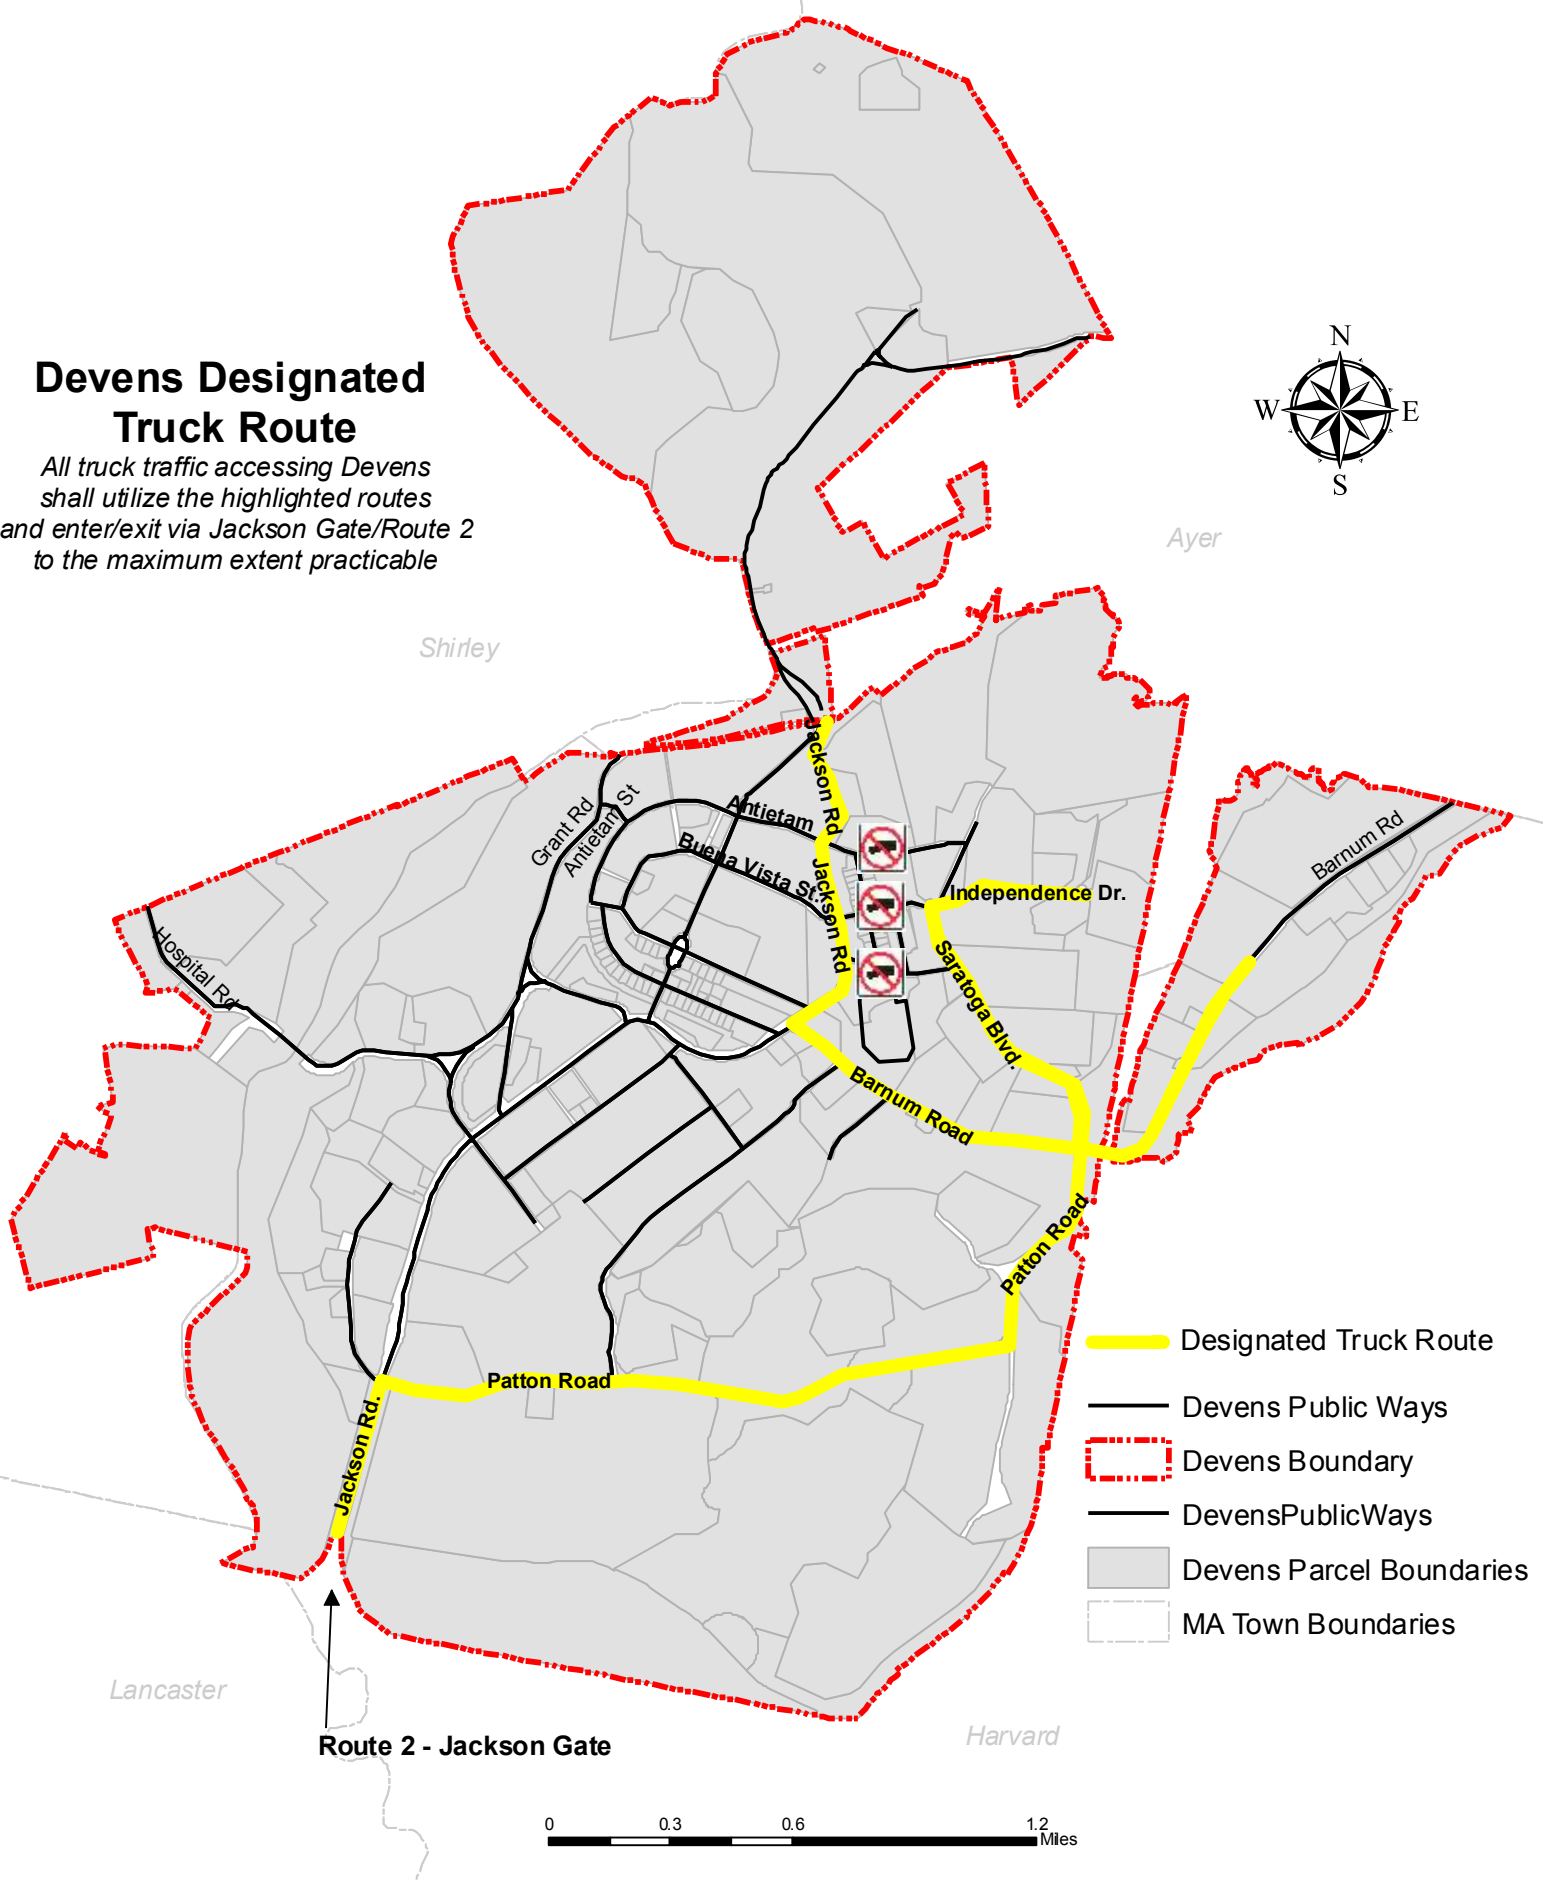 Devens Designated
Truck Route
All truck traffic accessing Devens
shall utilize the highlighted routes
and enter/exit via Jackson Gate/Route 2
to the maximum extent practicable
N
W
E
S
Ayer
Shirley
Jackson Rd
Antietam
Grant Rd
Antietam St
Buena Vista St.
Jackson Rd
Jackson Rd
Barnum Rd
Independence Dr.
Hospital Rd
Saratoga Blvd.
Barnum Road
Patton Road
Patton Road
Jackson Rd.
Designated Truck Route
Devens Public Ways
Devens Boundary
DevensPublicWays
Devens Parcel Boundaries
MA Town Boundaries
Lancaster
Harvard
Route 2 - Jackson Gate
0 0.3 0.6 1.2
Miles